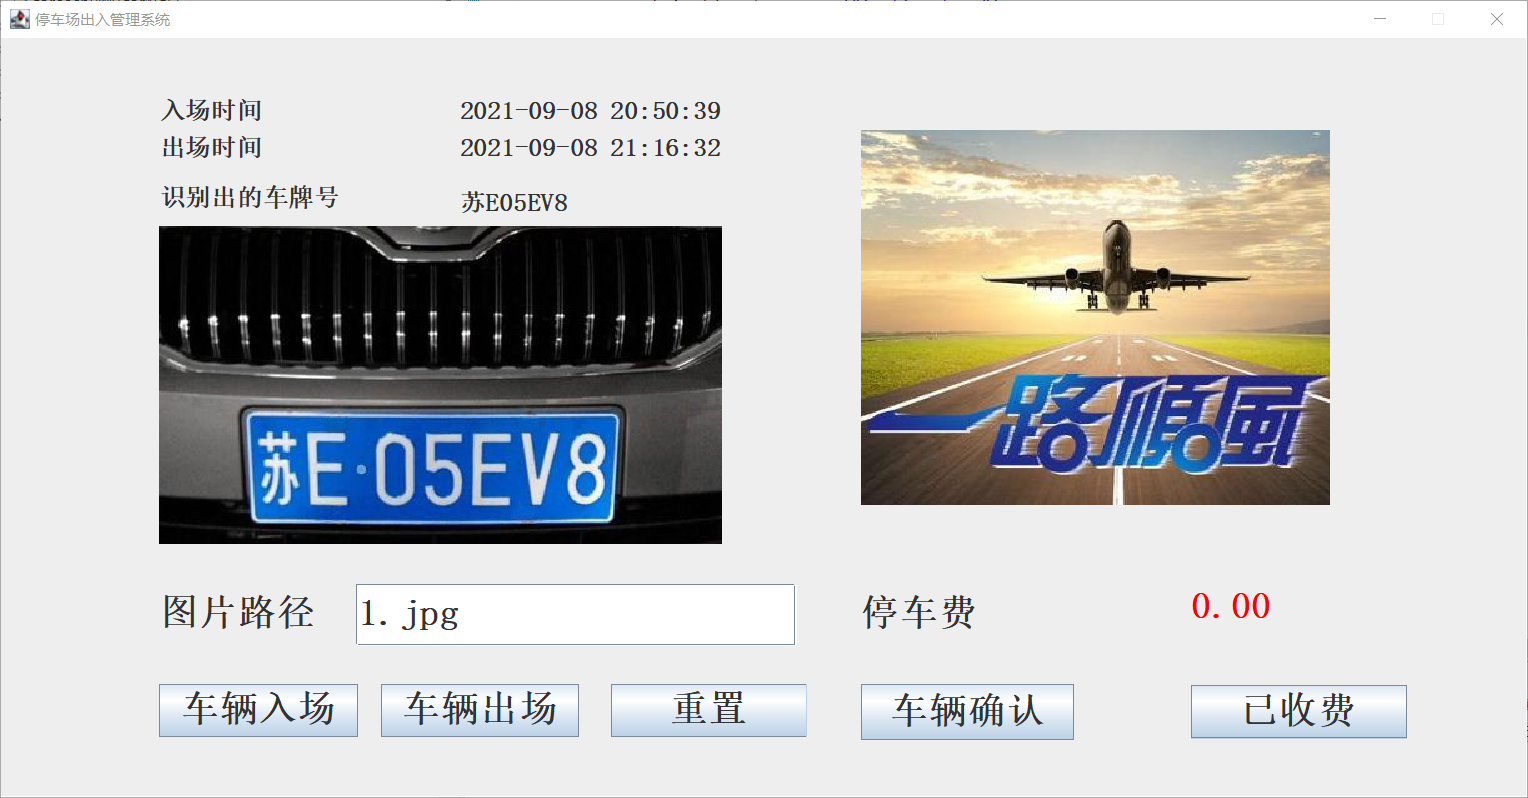 停车场出入管理系统
入场时间 2021-09-08 20:50:39
出场时间 2021-09-08 21:16:32
识别出的车牌号 苏E05EV8
苏E·05EV8
一路順風
图片路径 1.jpg
停车费 0.00
车辆入场 车辆出场 重置 车辆确认 已收费